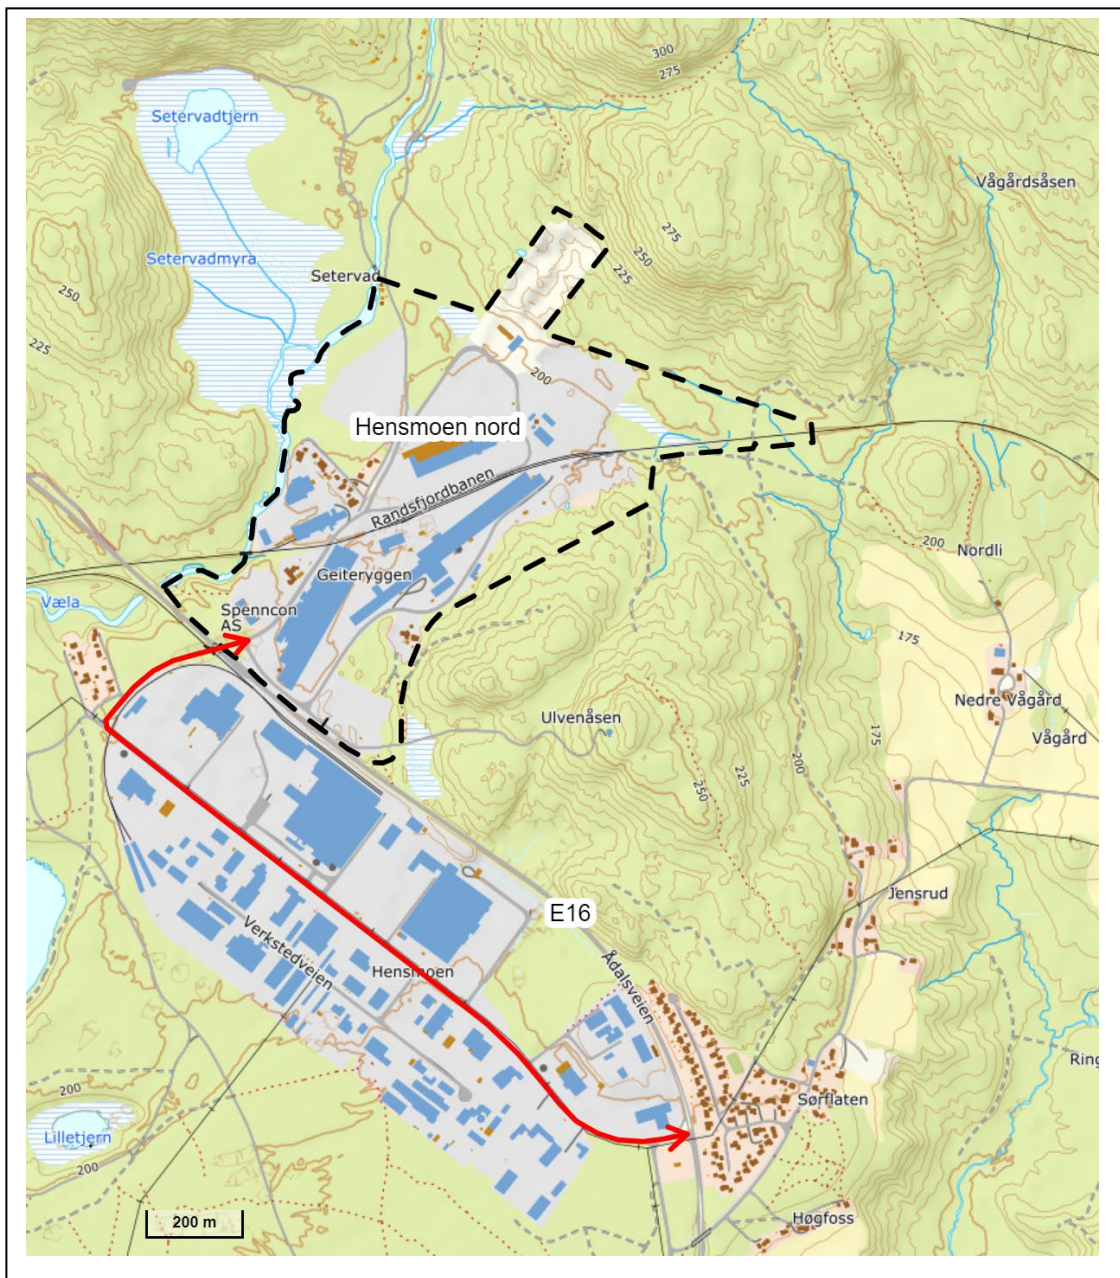 300
275
Setervadtjern
Vågårdsåsen
275
250
225
Setervadmyra
Setervad
250
225
200
Hensmoen nord
Randsfjordbanen
200
Nordli
Geiteryggen
Væla
Spenncon
AS
175
Nedre Vågård
Ulvenåsen
175
Vågård
200
225
250
Jensrud
E16
Verkstedveien
Hensmoen
Ådalsveien
Ring
200
Sørflaten
Lilletjern
200
200 m
Høgfoss